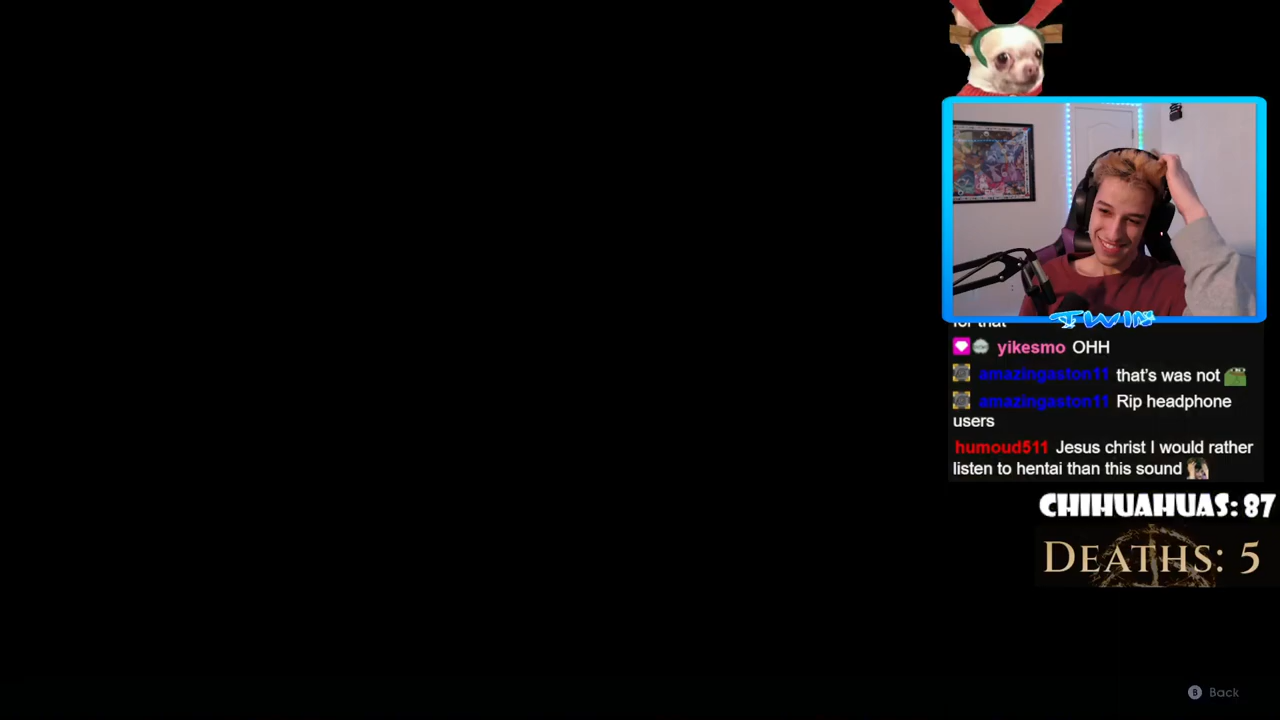 for that
TWIN
yikesmo OHH
amazingaston11 that's was not
amazingaston11 Rip headphone
users
humoud511 Jesus christ I would rather
listen to hentai than this sound
CHIHUAHUAS: 87
DEATHS: 5
B Back